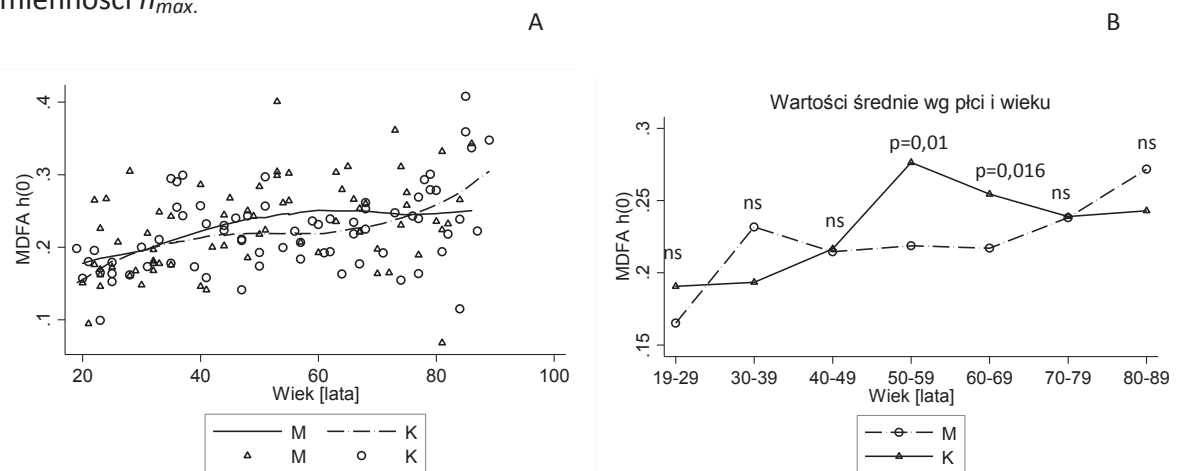 mienności hmax.
A
B
MDFA h(0)
.4
.3
.2
.1
20 40 60 80 100
Wiek [lata]
M K
M K
Wartości średnie wg płci i wieku
MDFA h(0)
.3
.25
.2
.15
ns ns ns p=0,01 p=0,016 ns ns
19-29 30-39 40-49 50-59 60-69 70-79 80-89
Wiek [lata]
M
K